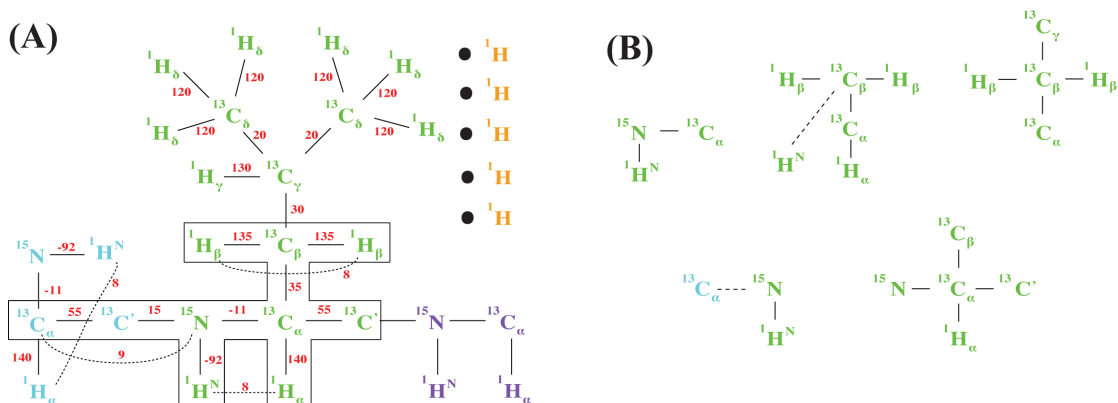 (A)
¹Hδ ¹Hδ ¹H
¹Hδ 120 120 ¹Hδ
120 ¹³Cδ ¹³Cδ 120 ¹H
¹Hδ 120 20 20 120 ¹Hδ ¹H
¹Hγ 130 ¹³Cγ ¹H
30
¹Hβ 135 ¹³Cβ 135 ¹Hβ ¹H
¹⁵N -92 ¹Hᴺ 8
-11 8 35
¹³Cα 55 ¹³C' 15 ¹⁵N -11 ¹³Cα 55 ¹³C' ¹⁵N ¹³Cα
140 9 -92 140
¹Hα ¹Hᴺ 8 ¹Hα ¹Hᴺ ¹Hα
(B)
¹⁵N ¹³Cα
¹Hᴺ
¹Hβ ¹³Cβ ¹Hβ
¹³Cα
¹Hᴺ ¹Hα
¹³Cγ
¹Hβ ¹³Cβ ¹Hβ
¹³Cα
¹³Cα ¹⁵N
¹Hᴺ
¹³Cβ
¹⁵N ¹³Cα ¹³C'
¹Hα